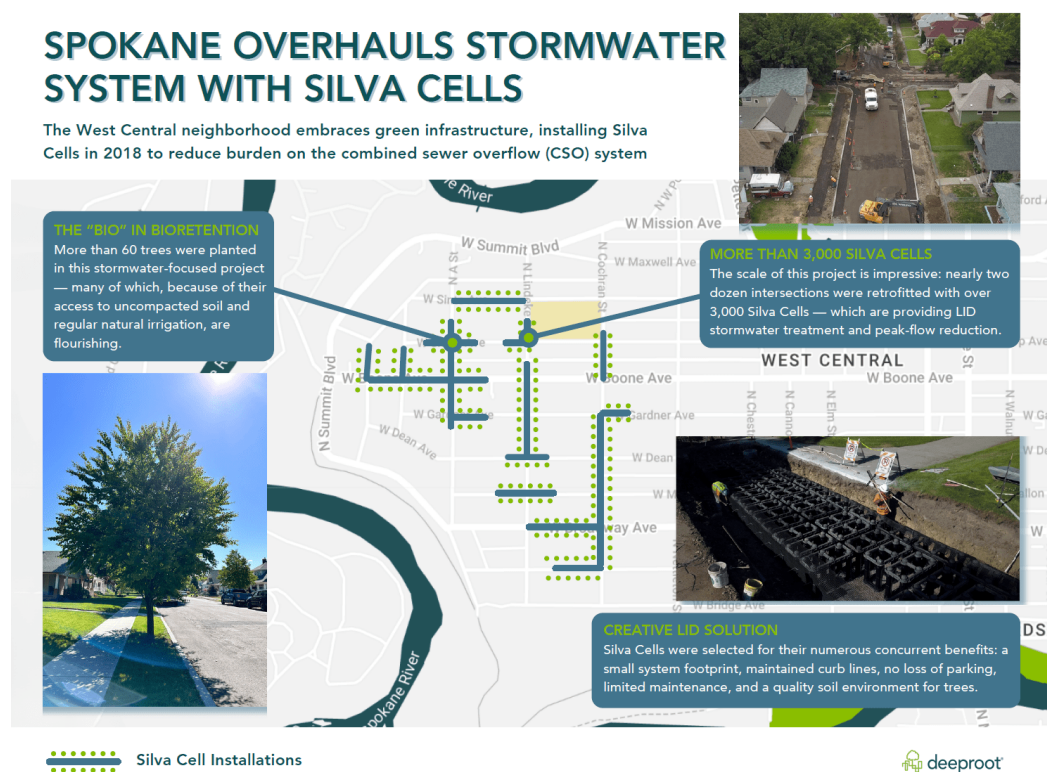 SPOKANE OVERHAULS STORMWATER
SYSTEM WITH SILVA CELLS
The West Central neighborhood embraces green infrastructure, installing Silva
Cells in 2018 to reduce burden on the combined sewer overflow (CSO) system
THE "BIO" IN BIORETENTION
More than 60 trees were planted
in this stormwater-focused project
— many of which, because of their
access to uncompacted soil and
regular natural irrigation, are
flourishing.
MORE THAN 3,000 SILVA CELLS
The scale of this project is impressive: nearly two
dozen intersections were retrofitted with over
3,000 Silva Cells — which are providing LID
stormwater treatment and peak-flow reduction.
River
W Mission Ave
W Summit Blvd
W Maxwell Ave
N A St
N Cochran St
WEST CENTRAL
N Summit Blvd
W Boone Ave
W Boone Ave
Gardner Ave
W Dean Ave
W Dean
N Elm St
way Ave
W Bridge Ave
Spokane River
CREATIVE LID SOLUTION
Silva Cells were selected for their numerous concurrent benefits: a
small system footprint, maintained curb lines, no loss of parking,
limited maintenance, and a quality soil environment for trees.
Silva Cell Installations
deeproot